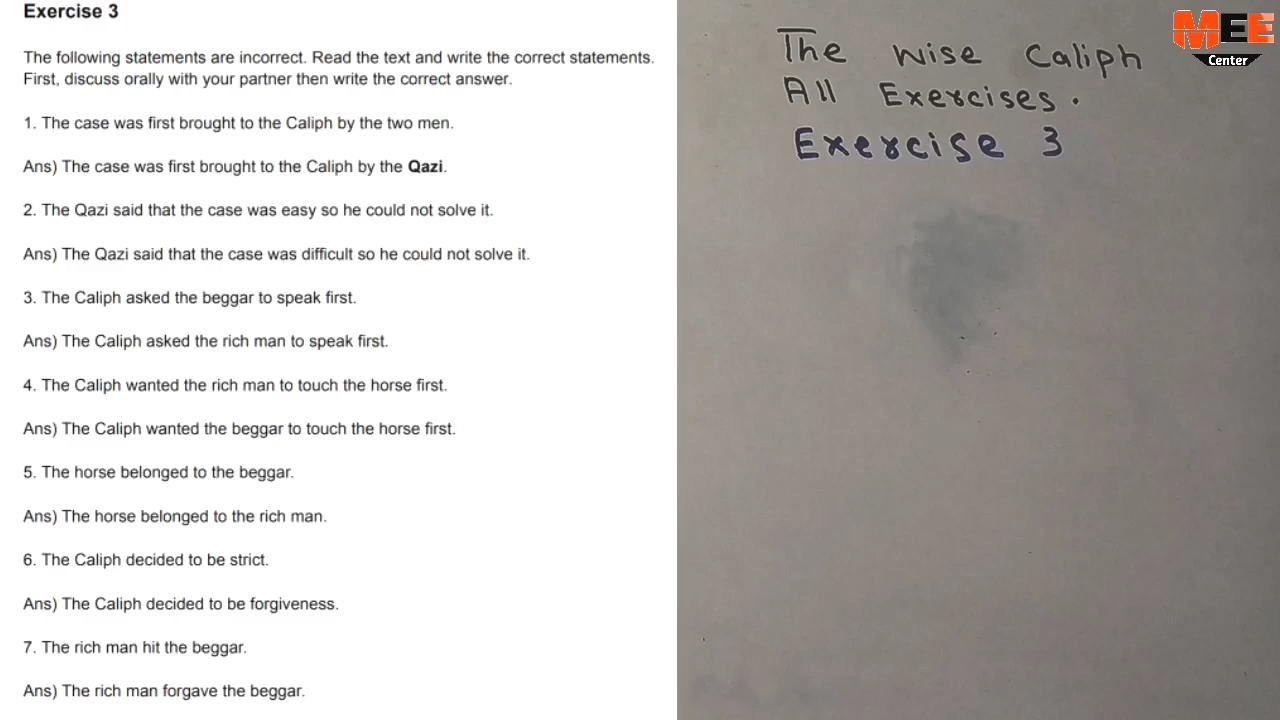 Exercise 3
The following statements are incorrect. Read the text and write the correct statements.
First, discuss orally with your partner then write the correct answer.
1. The case was first brought to the Caliph by the two men.
Ans) The case was first brought to the Caliph by the Qazi.
2. The Qazi said that the case was easy so he could not solve it.
Ans) The Qazi said that the case was difficult so he could not solve it.
3. The Caliph asked the beggar to speak first.
Ans) The Caliph asked the rich man to speak first.
4. The Caliph wanted the rich man to touch the horse first.
Ans) The Caliph wanted the beggar to touch the horse first.
5. The horse belonged to the beggar.
Ans) The horse belonged to the rich man.
6. The Caliph decided to be strict.
Ans) The Caliph decided to be forgiveness.
7. The rich man hit the beggar.
Ans) The rich man forgave the beggar.
The Wise Caliph
All Exercises.
Exercise 3
MEE
Center